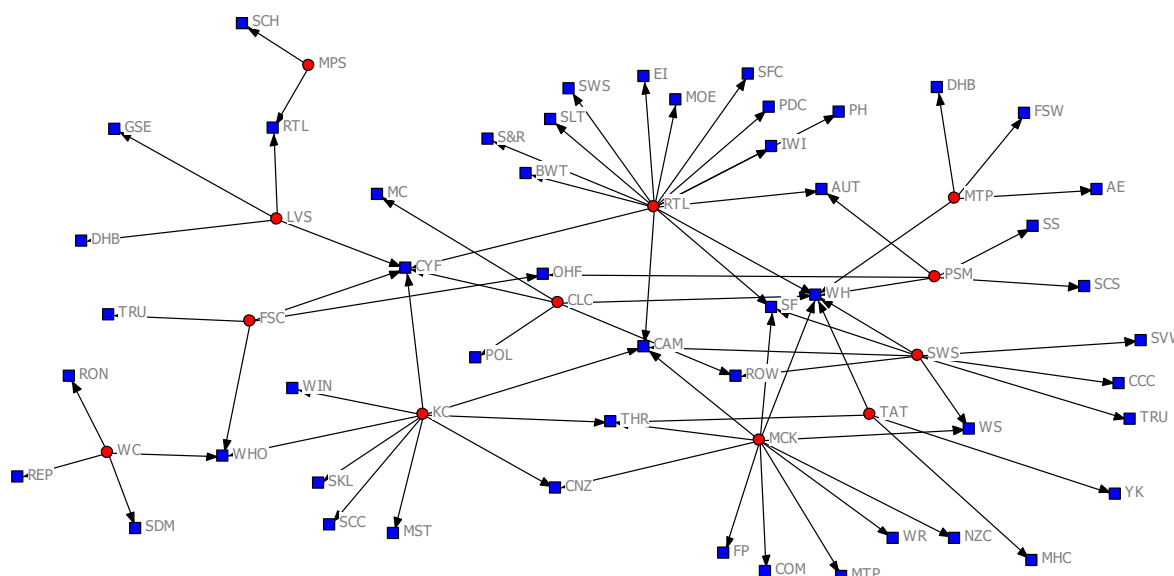 SCH
MPS
SFC
EI
SWS
DHB
MOE
PDC
PH
FSW
SLT
GSE
RTL
S&R
IWI
BWT
AUT
AE
MC
MTP
RTL
LVS
SS
DHB
CYF
OHF
PSM
SCS
CLC
WH
SF
TRU
FSC
SVV
CAM
SWS
POL
RON
ROW
CCC
WIN
KC
TAT
TRU
THR
WS
MCK
WC
WHO
REP
SKL
CNZ
YK
SCC
SDM
MST
WR
NZC
FP
MHC
COM
MTP